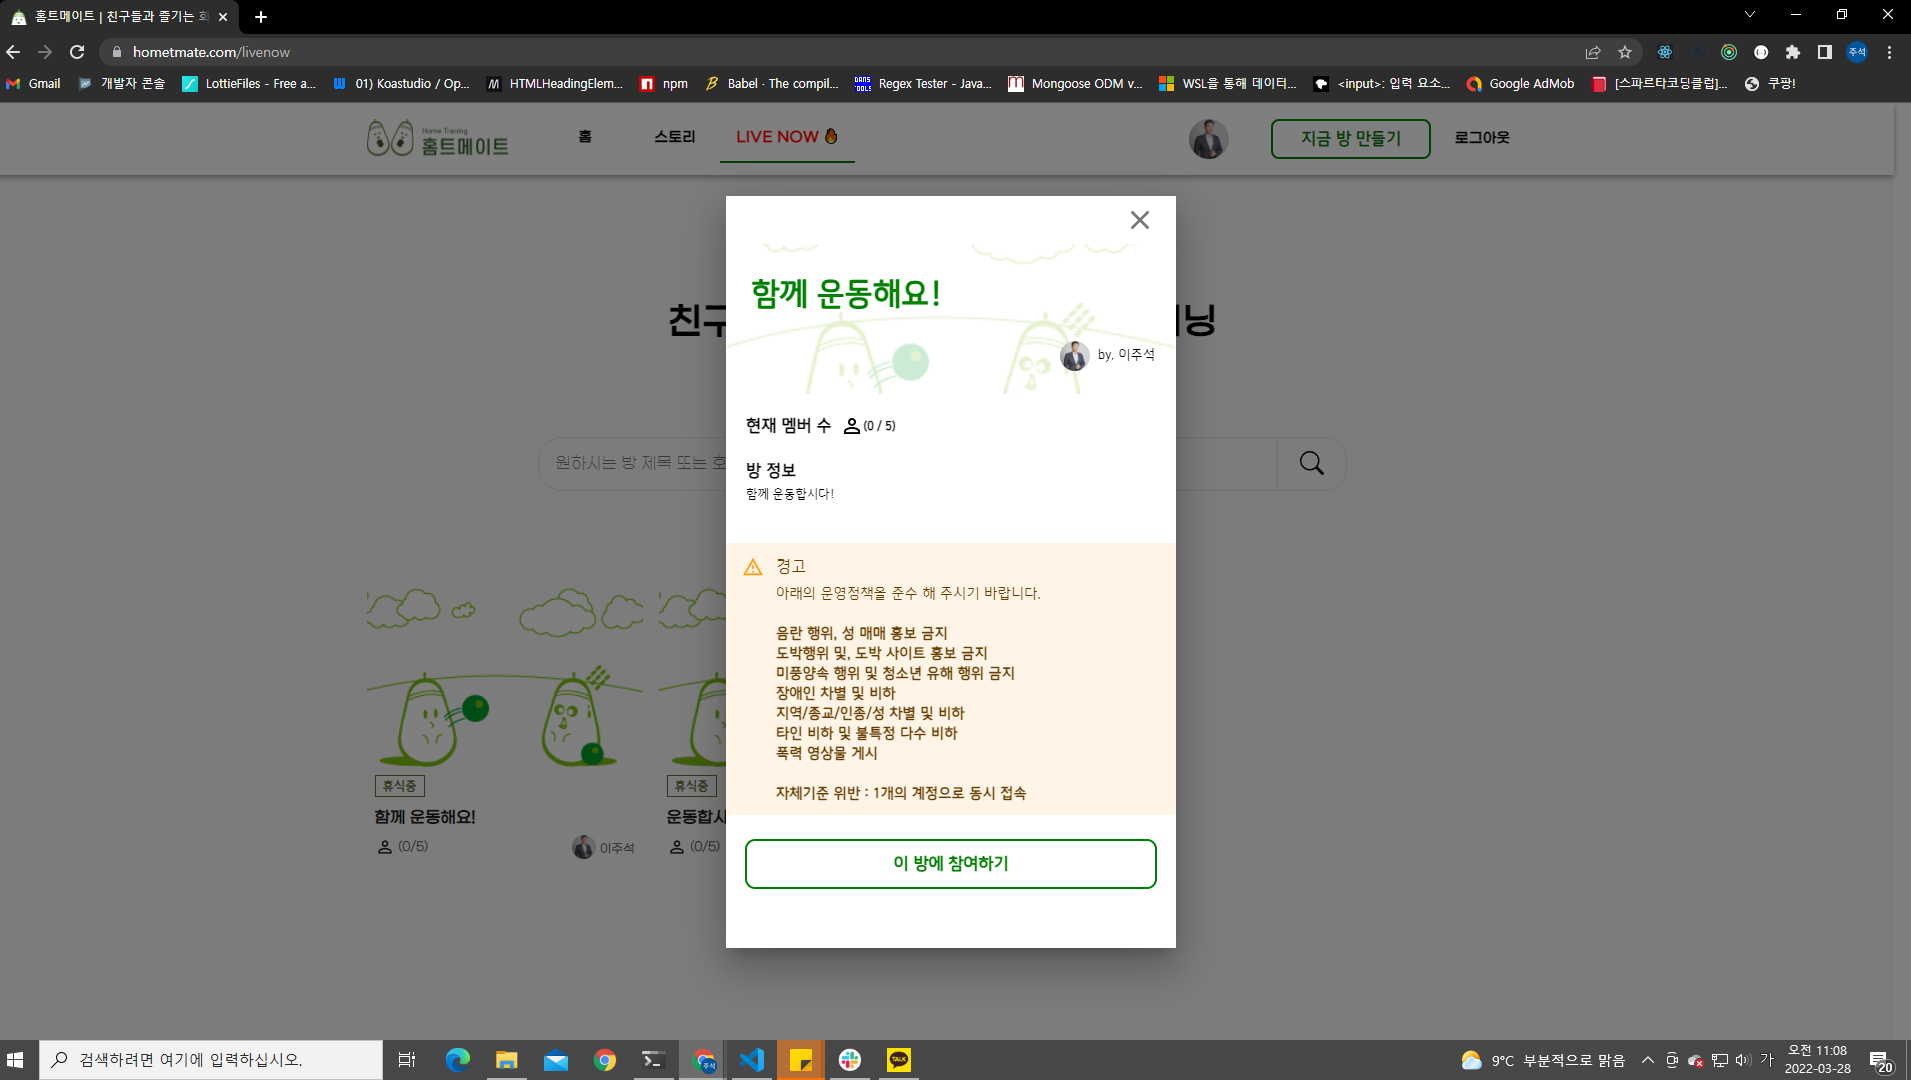 홈트메이트 | 친구들과 즐기는
hometmate.com/livenow
주석
Gmail
개발자 콘솔
LottieFiles - Free a...
01) Koastudio / Op...
HTMLHeadingElem...
npm
Babel · The compil...
Regex Tester - Java...
Mongoose ODM v...
WSL을 통해 데이터...
<input>: 입력 요소...
Google AdMob
[스파르타코딩클럽]...
쿠팡!
Home Traning
홈트메이트
홈
스토리
LIVE NOW
지금 방 만들기
로그아웃
친구
닝
원하시는 방 제목 또는 호
함께 운동해요!
by. 이주석
현재 멤버 수 (0 / 5)
방 정보
함께 운동합시다!
경고
아래의 운영정책을 준수 해 주시기 바랍니다.
음란 행위, 성 매매 홍보 금지
도박행위 및, 도박 사이트 홍보 금지
미풍양속 행위 및 청소년 유해 행위 금지
장애인 차별 및 비하
지역/종교/인종/성 차별 및 비하
타인 비하 및 불특정 다수 비하
폭력 영상물 게시
자체기준 위반 : 1개의 계정으로 동시 접속
이 방에 참여하기
휴식중
함께 운동해요!
(0/5)
이주석
휴식중
운동합시
(0/5)
검색하려면 여기에 입력하십시오.
주석
TALK
9°C 부분적으로 맑음
가
오전 11:08
2022-03-28
20